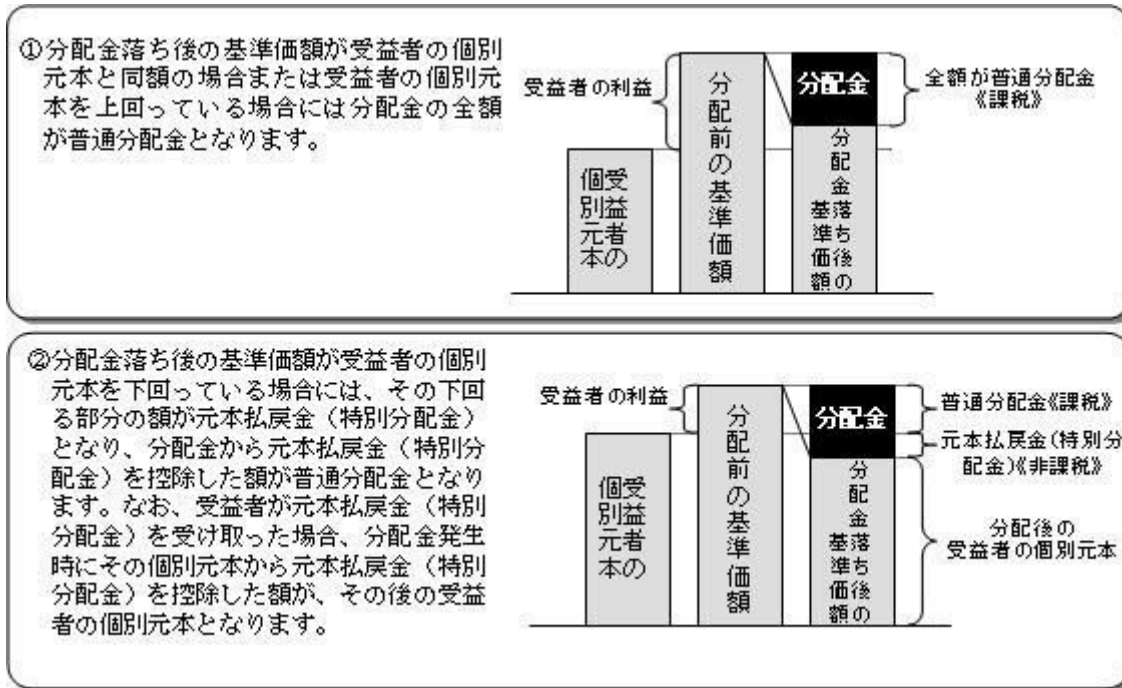 ①分配金落ち後の基準価額が受益者の個別
元本と同額の場合または受益者の個別元
本を上回っている場合には分配金の全額
が普通分配金となります。
受益者の利益
受益者の
個別元本
分配前の基準価額
分配金
分配金落ち後の
基準価額
全額が普通分配金
《課税》
②分配金落ち後の基準価額が受益者の個別
元本を下回っている場合には、その下回
る部分の額が元本払戻金（特別分配金）
となり、分配金から元本払戻金（特別分
配金）を控除した額が普通分配金となり
ます。なお、受益者が元本払戻金（特別
分配金）を受け取った場合、分配金発生
時にその個別元本から元本払戻金（特別
分配金）を控除した額が、その後の受益
者の個別元本となります。
受益者の利益
受益者の
個別元本
分配前の基準価額
分配金
分配金落ち後の
基準価額
普通分配金《課税》
元本払戻金(特別分
配金)《非課税》
分配後の
受益者の個別元本